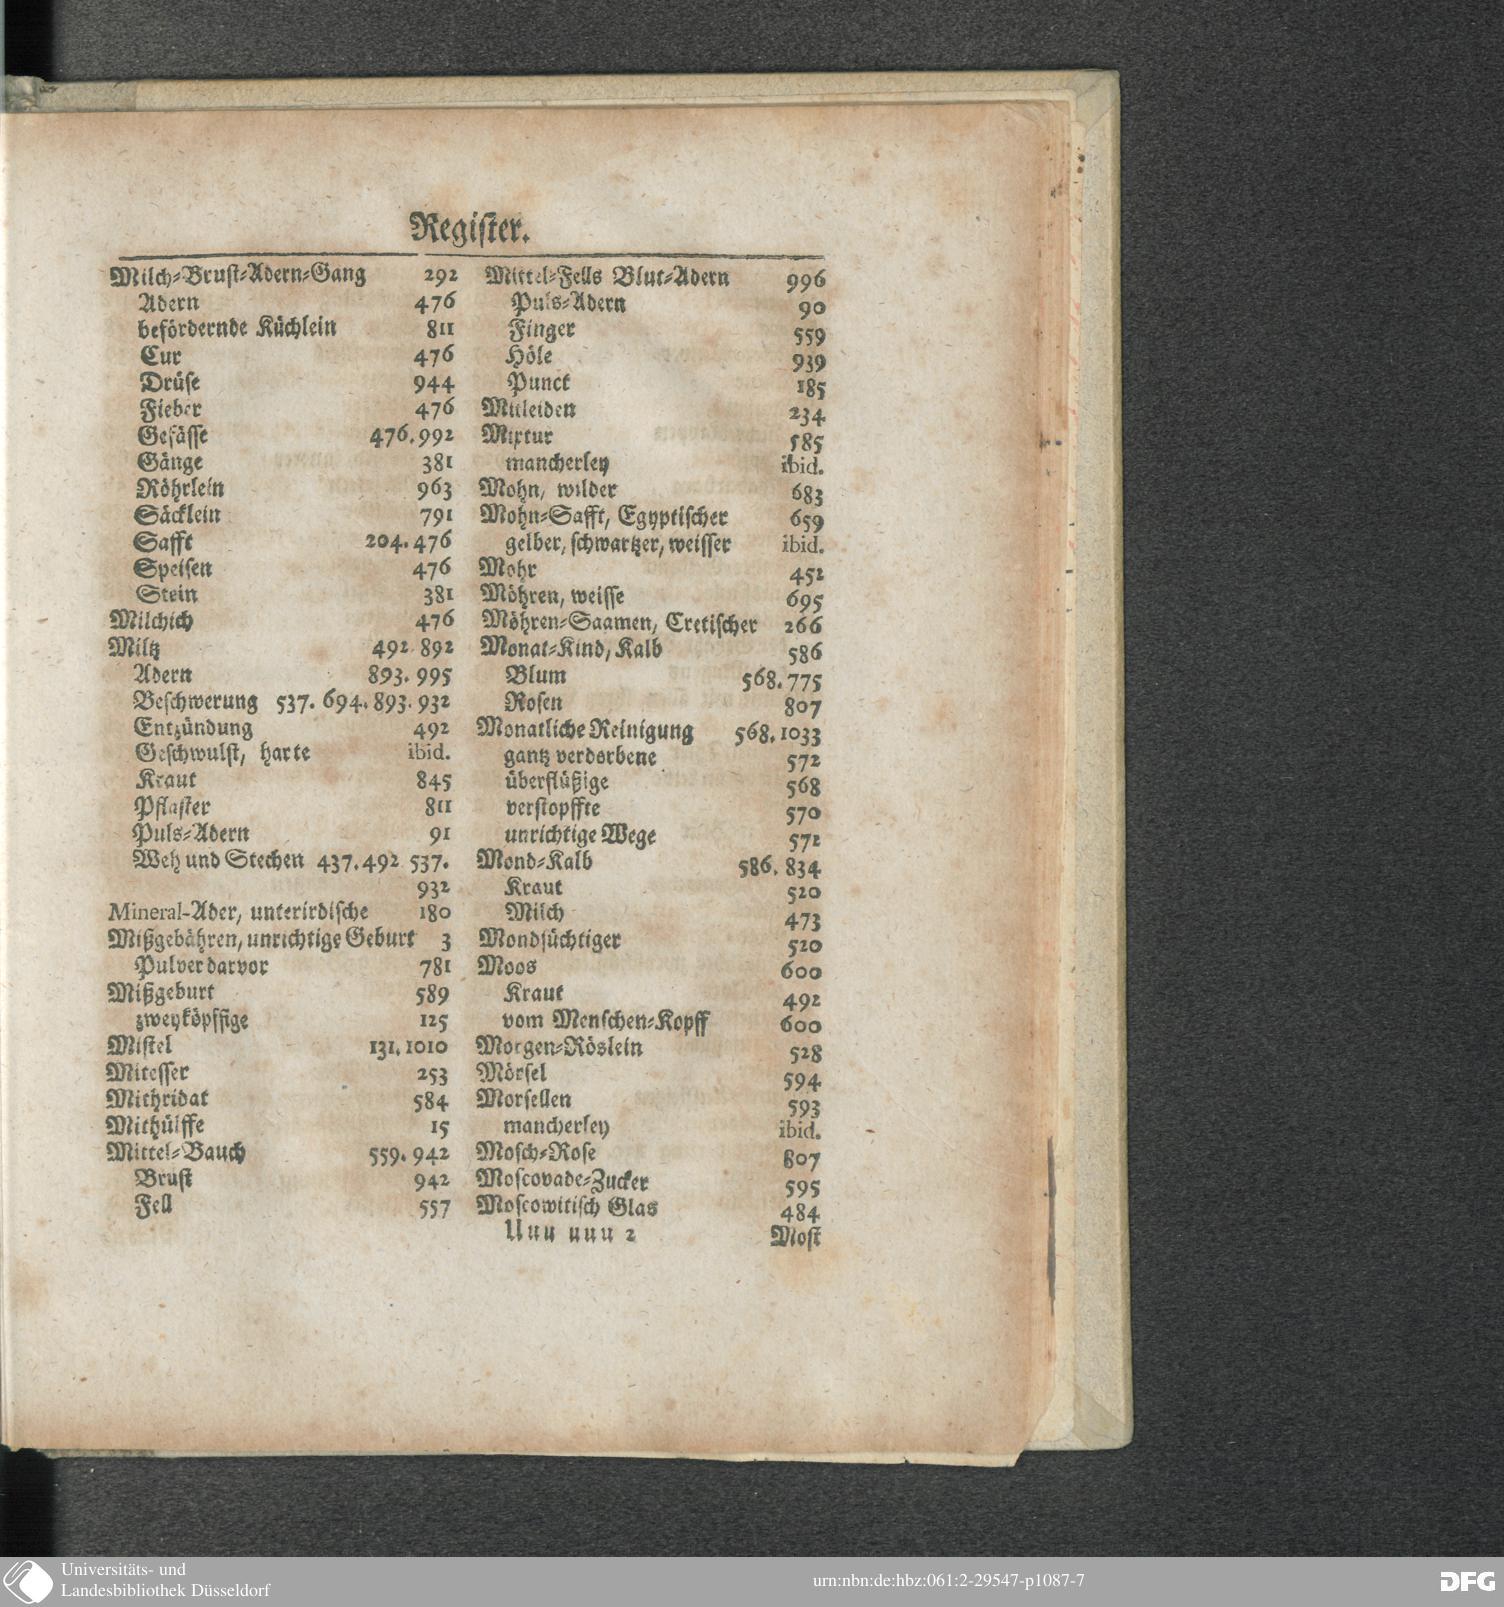 Register.
Milch-Brust-Adern-Gang 292
Adern 476
befördernde Küchlein 811
Cur 476
Drüse 944
Fieber 476
Gefässe 476. 992
Gänge 381
Röhrlein 963
Säcklein 791
Safft 204. 476
Speisen 476
Stein 381
Milchich 476
Miltz 492 892
Adern 893. 995
Beschwerung 537. 694. 893. 932
Entzündung 492
Geschwulst, harte ibid.
Kraut 845
Pflaster 811
Puls-Adern 91
Weh und Stechen 437. 492 537.
932
Mineral-Ader, unterirdische 180
Mißgebähren, unrichtige Geburt 3
Pulver darvor 781
Mißgeburt 589
zweyköpffige 125
Mistel 131. 1010
Mitesser 253
Mithridat 584
Mithülffe 15
Mittel-Bauch 559. 942
Brust 942
Fell 557
Mittel-Fells Blut-Adern 996
Puls-Adern 90
Finger 559
Höle 939
Punct 185
Mitleiden 234
Mixtur 585
mancherley ibid.
Mohn, wilder 683
Mohn-Safft, Egyptischer 659
gelber, schwartzer, weisser ibid.
Mohr 452
Möhren, weisse 695
Möhren-Saamen, Cretischer 266
Monat-Kind, Kalb 586
Blum 568. 775
Rosen 807
Monatliche Reinigung 568. 1033
gantz verdorbene 572
überflüßige 568
verstopffte 570
unrichtige Wege 571
Mond-Kalb 586. 834
Kraut 520
Milch 473
Mondsüchtiger 520
Moos 600
Kraut 492
vom Menschen-Kopff 600
Morgen-Röslein 528
Mörsel 594
Morsellen 593
mancherley ibid.
Mosch-Rose 807
Moscovade-Zucker 595
Moscowitisch Glas 484
Uuu uuu 2 Most
Universitäts- und
Landesbibliothek Düsseldorf
urn:nbn:de:hbz:061:2-29547-p1087-7
DFG